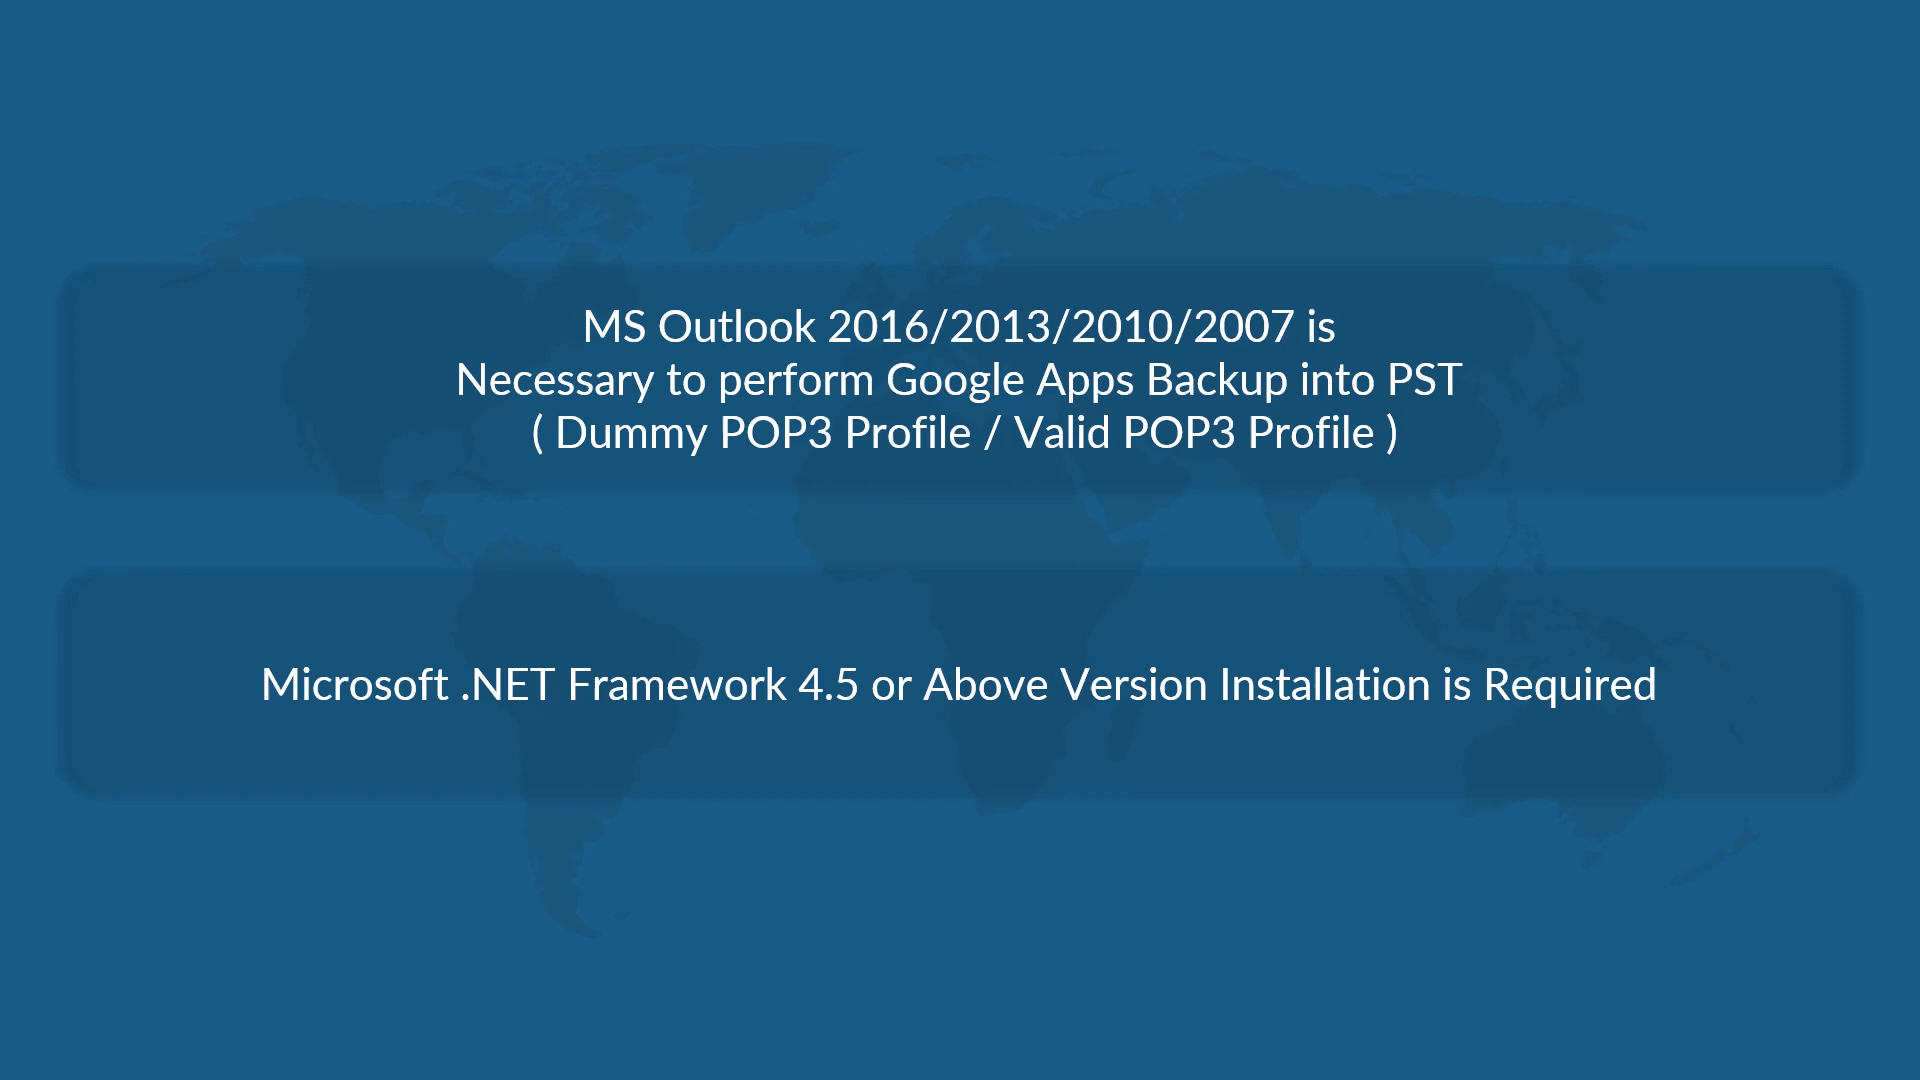 MS Outlook 2016/2013/2010/2007 is
Necessary to perform Google Apps Backup into PST
( Dummy POP3 Profile / Valid POP3 Profile )
Microsoft .NET Framework 4.5 or Above Version Installation is Required